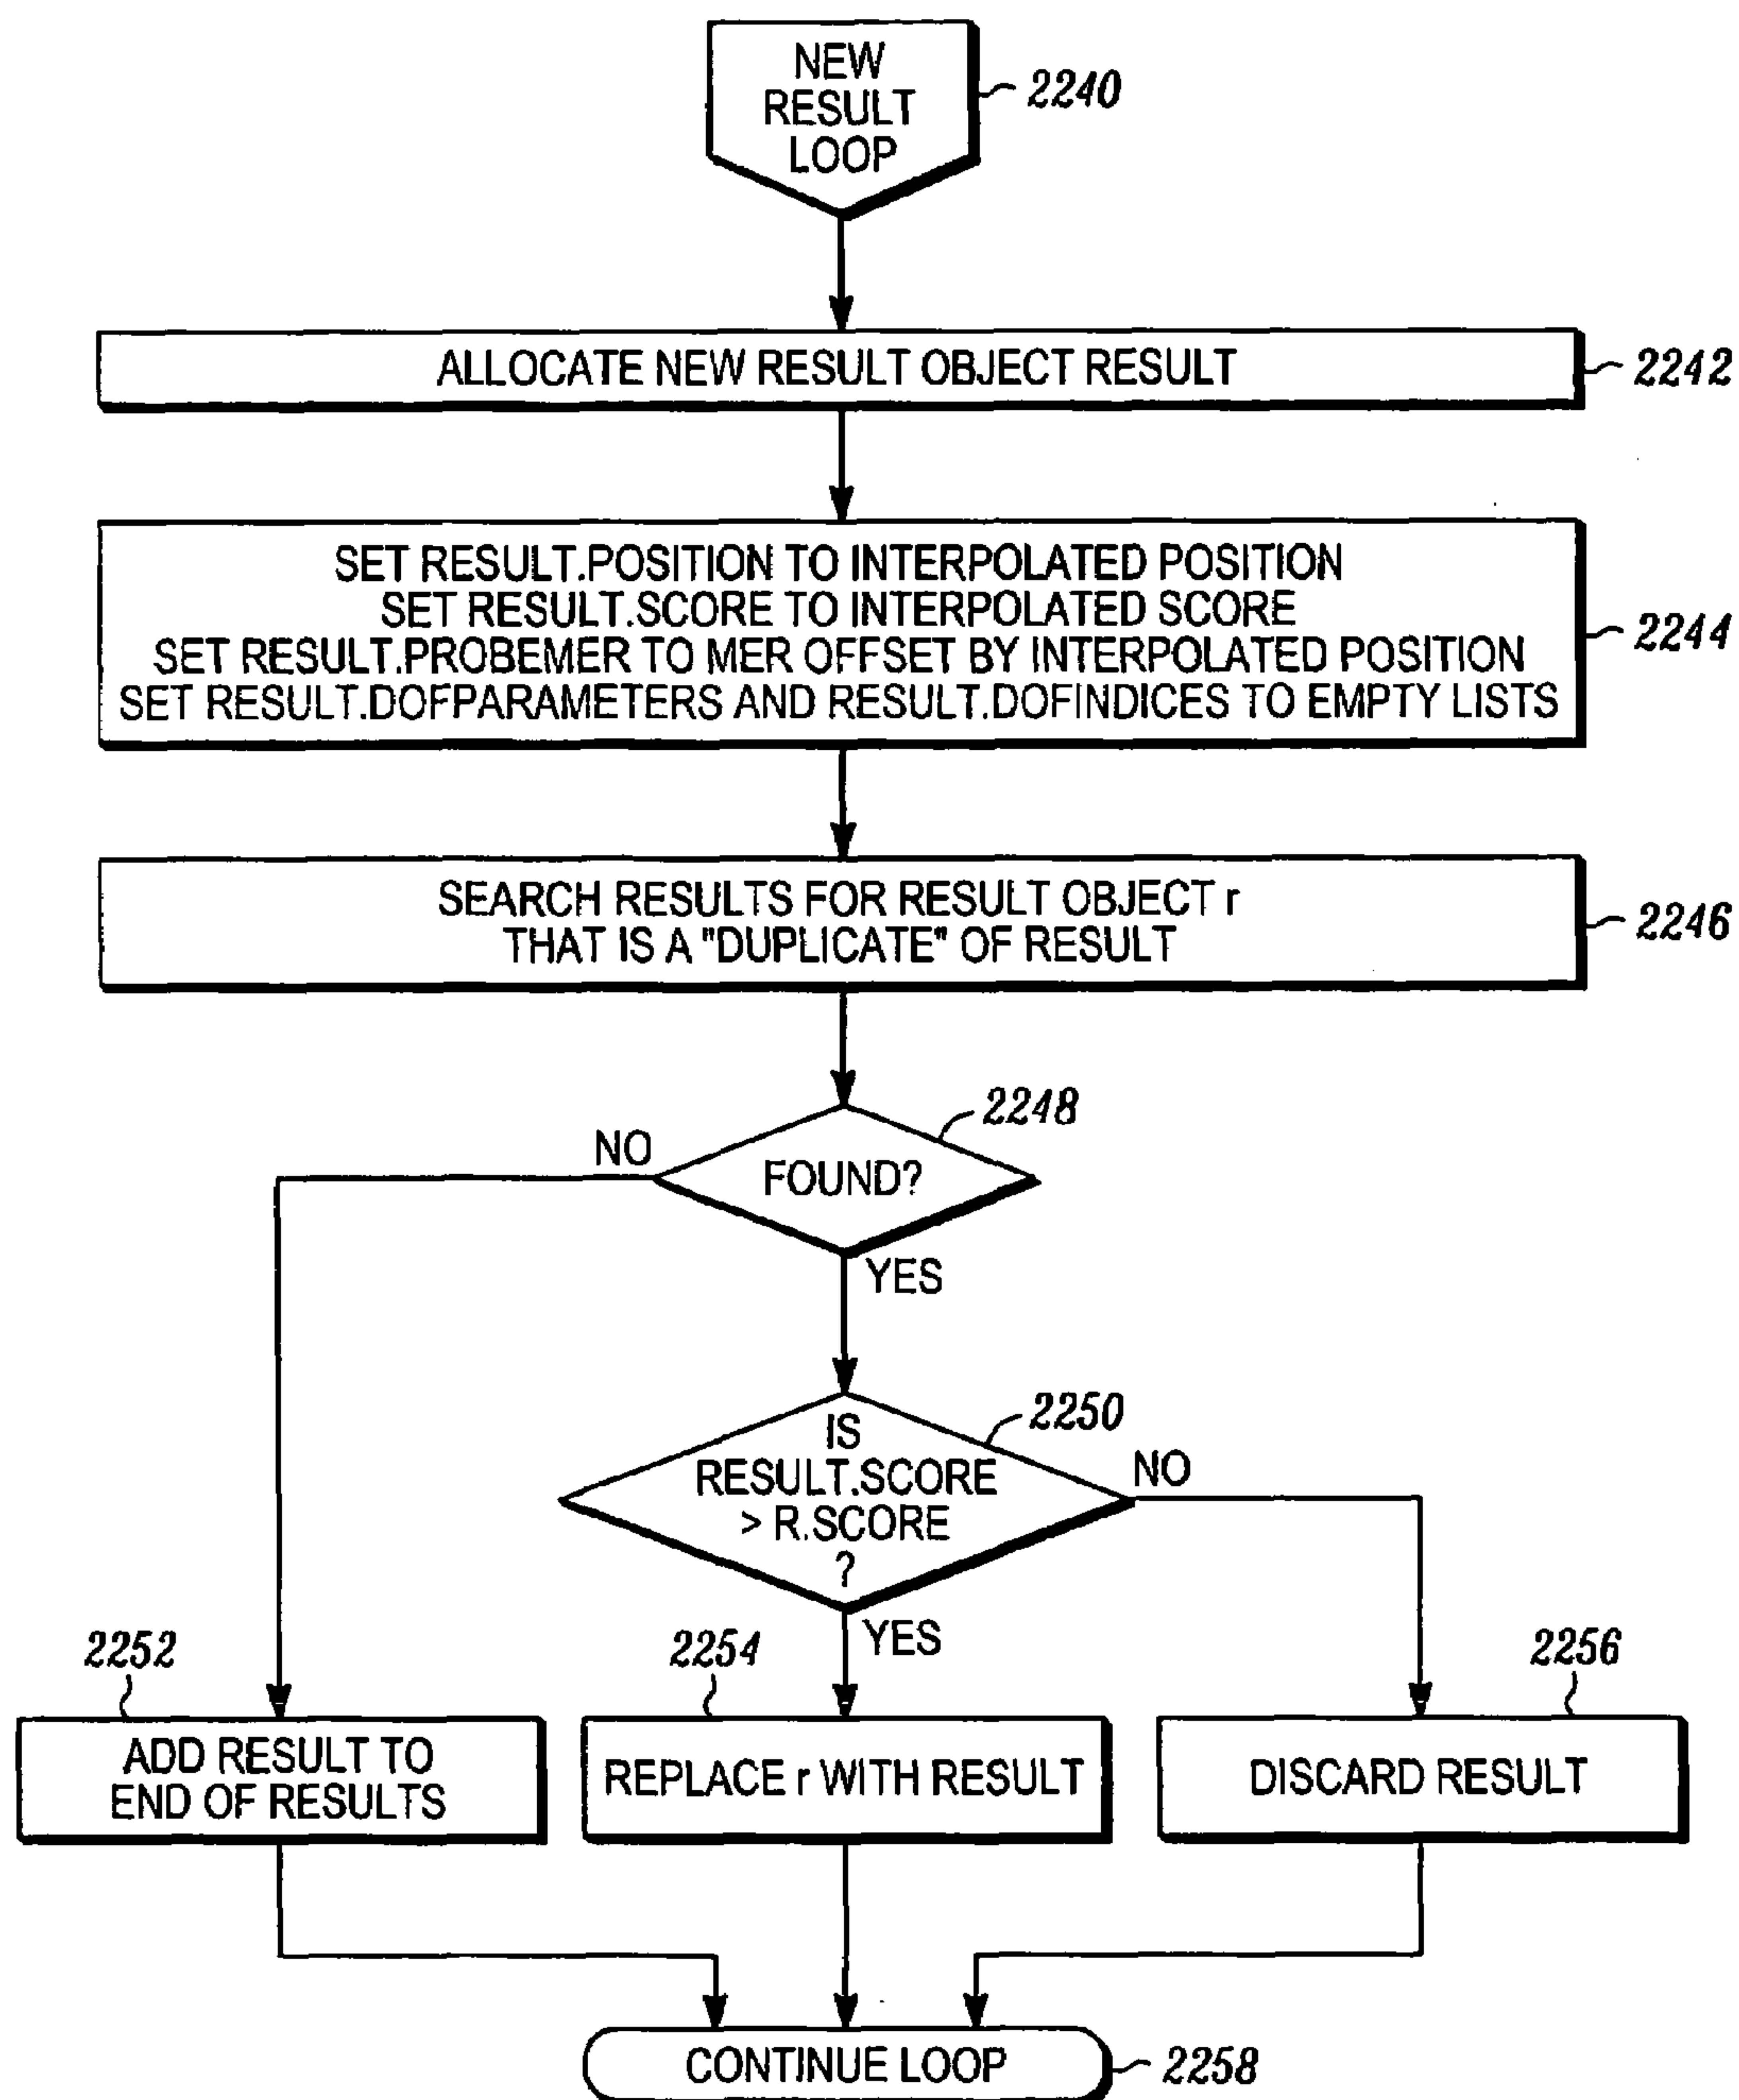 NEW
RESULT
LOOP
2240
ALLOCATE NEW RESULT OBJECT RESULT
2242
SET RESULT.POSITION TO INTERPOLATED POSITION
SET RESULT.SCORE TO INTERPOLATED SCORE
SET RESULT.PROBEMER TO MER OFFSET BY INTERPOLATED POSITION
SET RESULT.DOFPARAMETERS AND RESULT.DOFINDICES TO EMPTY LISTS
2244
SEARCH RESULTS FOR RESULT OBJECT r
THAT IS A "DUPLICATE" OF RESULT
2246
2248
NO
FOUND?
YES
2250
IS
RESULT.SCORE
> R.SCORE
?
NO
YES
2252
2254
2256
ADD RESULT TO
END OF RESULTS
REPLACE r WITH RESULT
DISCARD RESULT
CONTINUE LOOP
2258